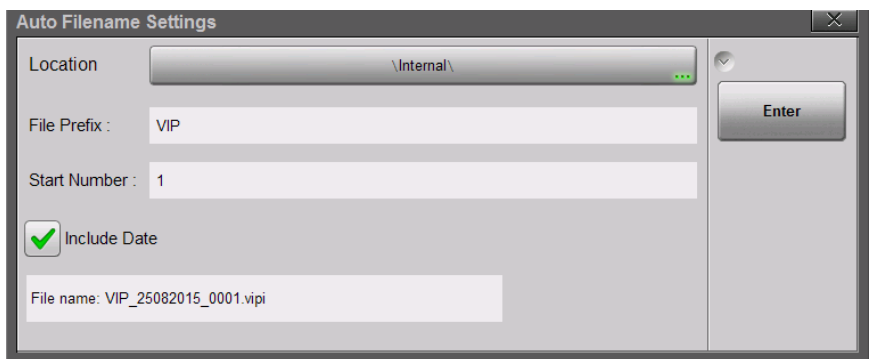 Auto Filename Settings
Location
\Internal\
...
Enter
File Prefix :
VIP
Start Number :
1
Include Date
File name: VIP_25082015_0001.vipi